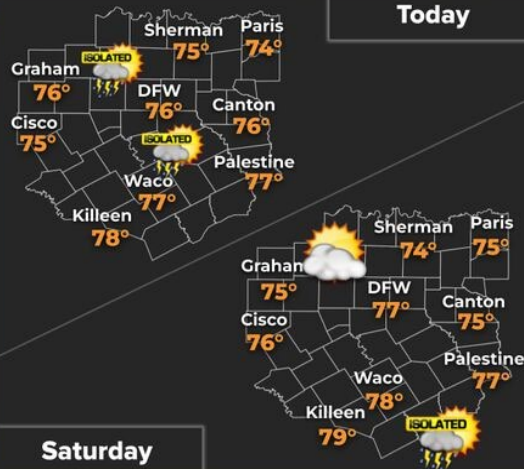 Today
Sherman
75°
Paris
74°
ISOLATED
Graham
76°
DFW
76°
Canton
76°
Cisco
75°
ISOLATED
Palestine
77°
Waco
77°
Killeen
78°
Sherman
74°
Paris
75°
Graham
75°
DFW
77°
Canton
75°
Cisco
76°
Palestine
77°
Waco
78°
Killeen
79°
ISOLATED
Saturday